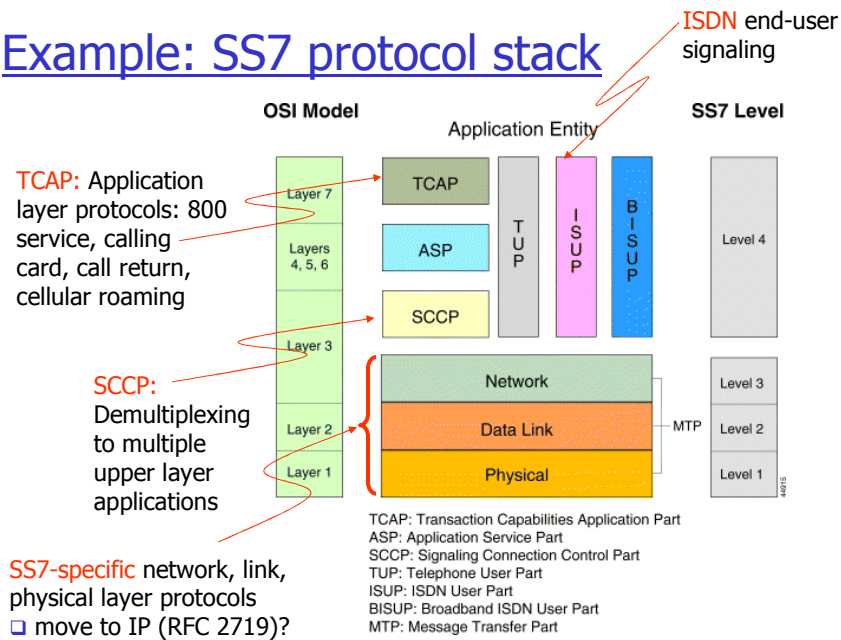 Example: SS7 protocol stack
ISDN end-user
signaling
OSI Model
Application Entity
SS7 Level
TCAP: Application
layer protocols: 800
service, calling
card, call return,
cellular roaming
SCCP:
Demultiplexing
to multiple
upper layer
applications
SS7-specific network, link,
physical layer protocols
❑ move to IP (RFC 2719)?
Layer 7
Layers
4, 5, 6
Layer 3
Layer 2
Layer 1
TCAP
ASP
SCCP
TUP
ISUP
BISUP
Network
Data Link
Physical
MTP
Level 4
Level 3
Level 2
Level 1
44915
TCAP: Transaction Capabilities Application Part
ASP: Application Service Part
SCCP: Signaling Connection Control Part
TUP: Telephone User Part
ISUP: ISDN User Part
BISUP: Broadband ISDN User Part
MTP: Message Transfer Part